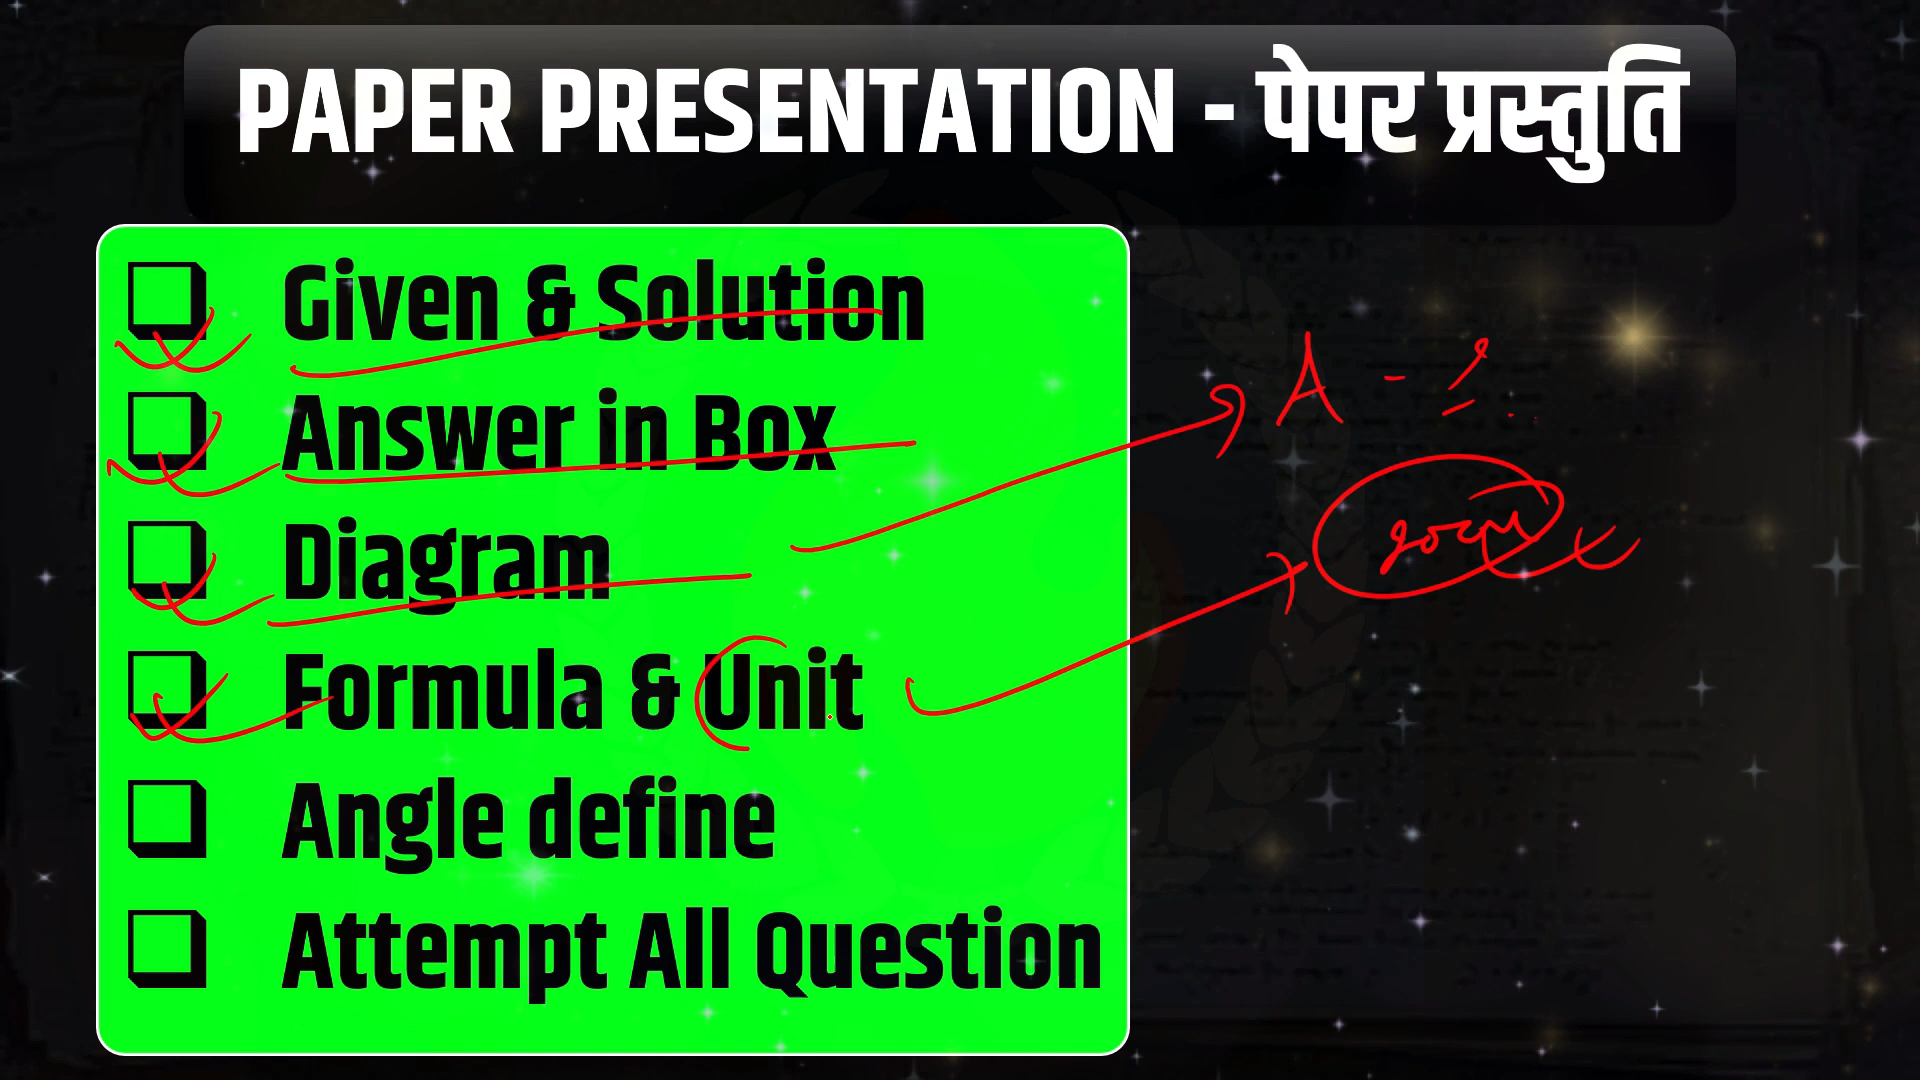 PAPER PRESENTATION - पेपर प्रस्तुति
Given & Solution
Answer in Box
Diagram
Formula & Unit
Angle define
Attempt All Question
A -